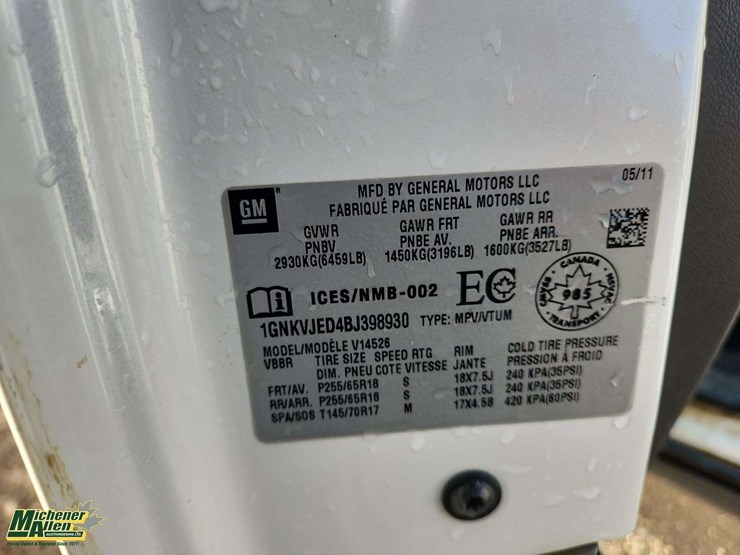 GM
MFD BY GENERAL MOTORS LLC
05/11
FABRIQUÉ PAR GENERAL MOTORS LLC
GVWR GAWR FRT GAWR RR
PNBV PNBE AV. PNBE ARR.
2930KG(6459LB) 1450KG(3196LB) 1600KG(3527LB)
ICES/NMB-002 EC
CANADA
985
TRANSPORT
1GNKVJED4BJ398930 TYPE: MPV/VTUM
MODEL/MODÈLE V14526
VBBR TIRE SIZE SPEED RTG RIM COLD TIRE PRESSURE
DIM. PNEU COTE VITESSE JANTE PRESSION À FROID
FRT/AV. P255/65R18 S 18X7.5J 240 KPA(35PSI)
RR/ARR. P255/65R18 S 18X7.5J 240 KPA(35PSI)
SPA/SOS T145/70R17 M 17X4.5B 420 KPA(60PSI)
Michener
Allen
AUCTIONEERING LTD.